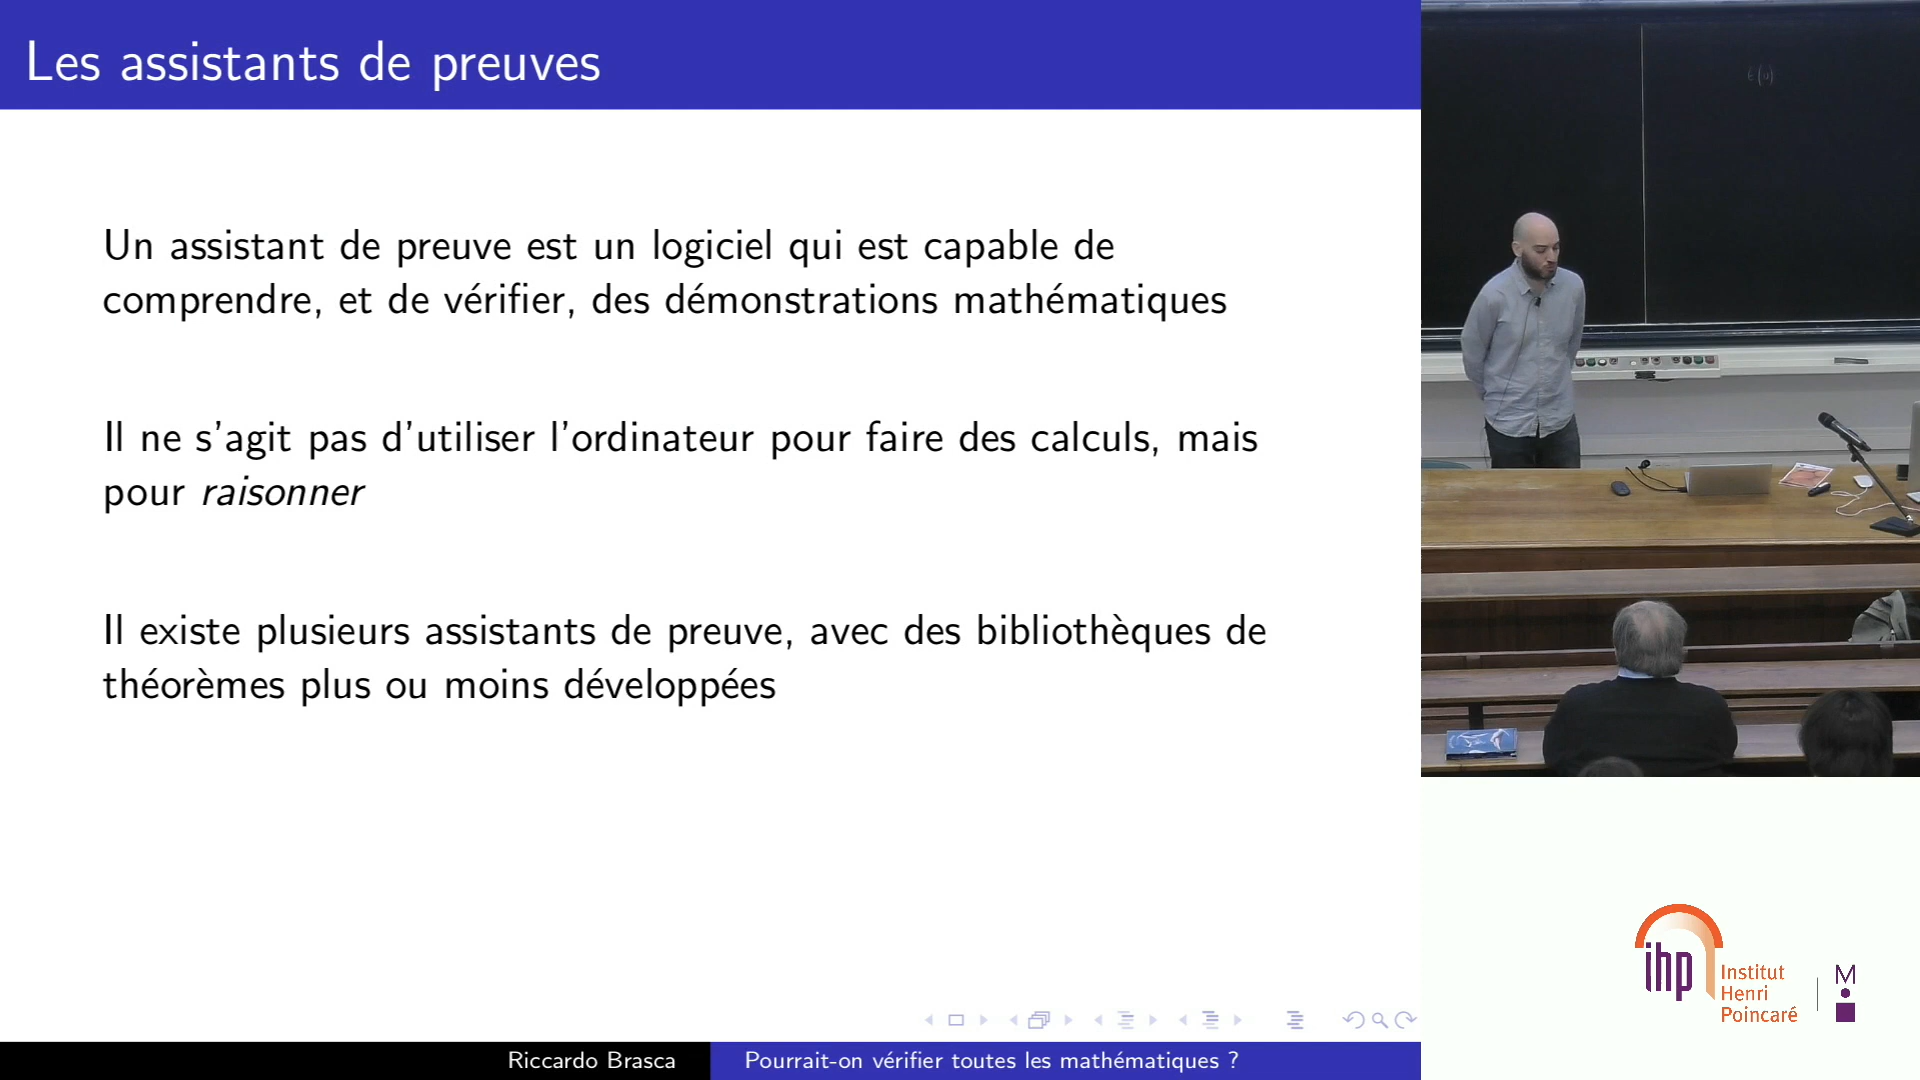 Les assistants de preuves
Un assistant de preuve est un logiciel qui est capable de
comprendre, et de vérifier, des démonstrations mathématiques
Il ne s'agit pas d'utiliser l'ordinateur pour faire des calculs, mais
pour raisonner
Il existe plusieurs assistants de preuve, avec des bibliothèques de
théorèmes plus ou moins développées
Riccardo Brasca
Pourrait-on vérifier toutes les mathématiques ?
ihp
Institut
Henri
Poincaré
M